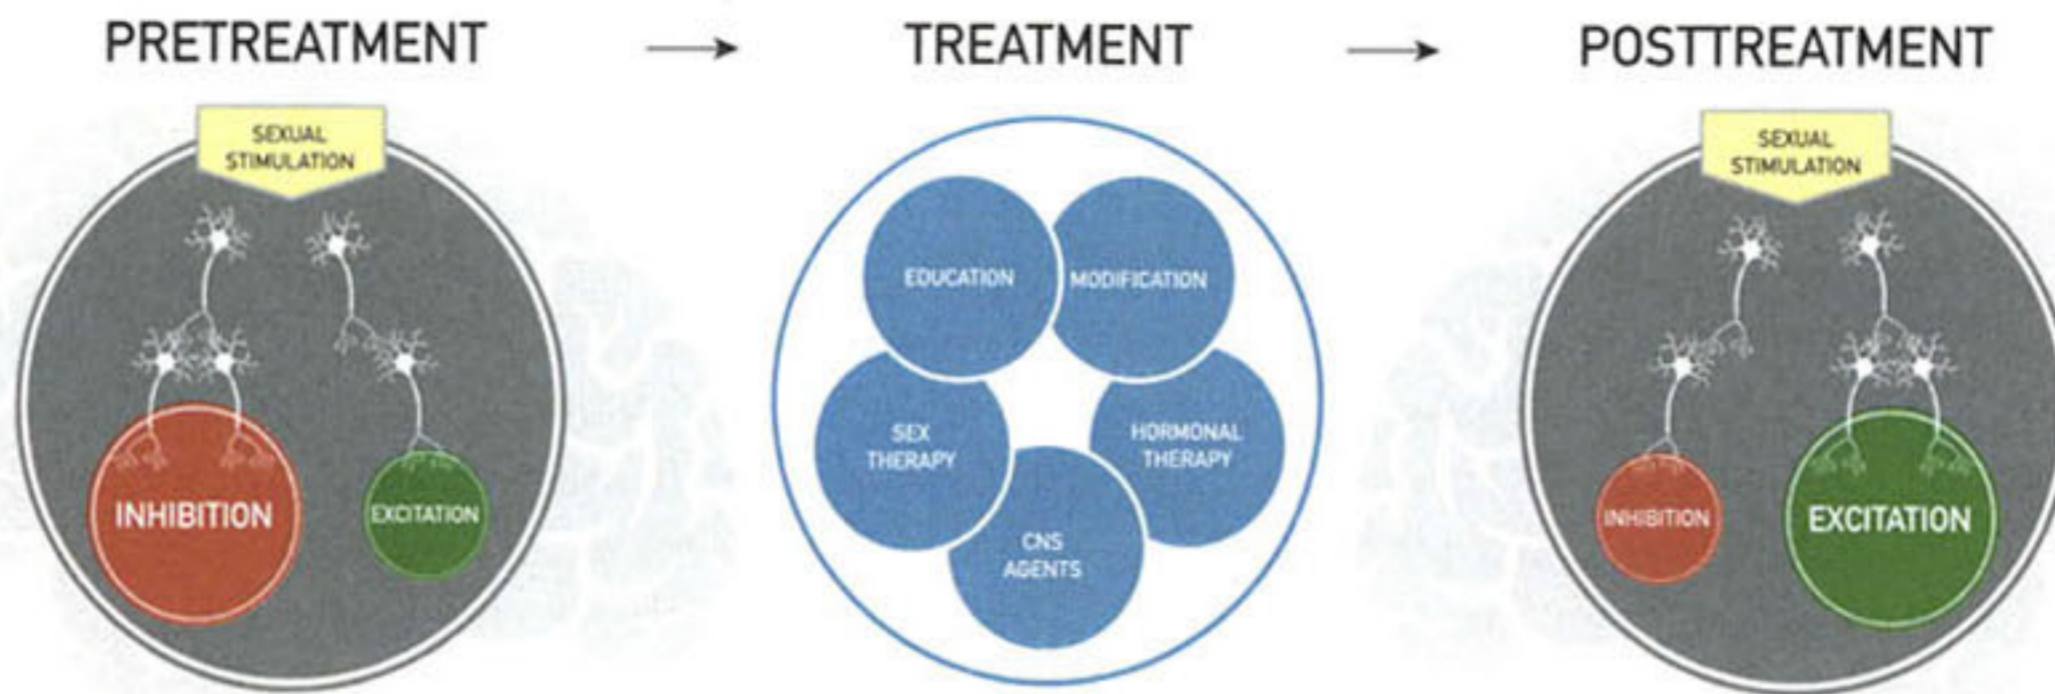 PRETREATMENT
TREATMENT
POSTTREATMENT
SEXUAL
STIMULATION
INHIBITION
EXCITATION
EDUCATION
MODIFICATION
SEX
THERAPY
HORMONAL
THERAPY
CNS
AGENTS
SEXUAL
STIMULATION
INHIBITION
EXCITATION